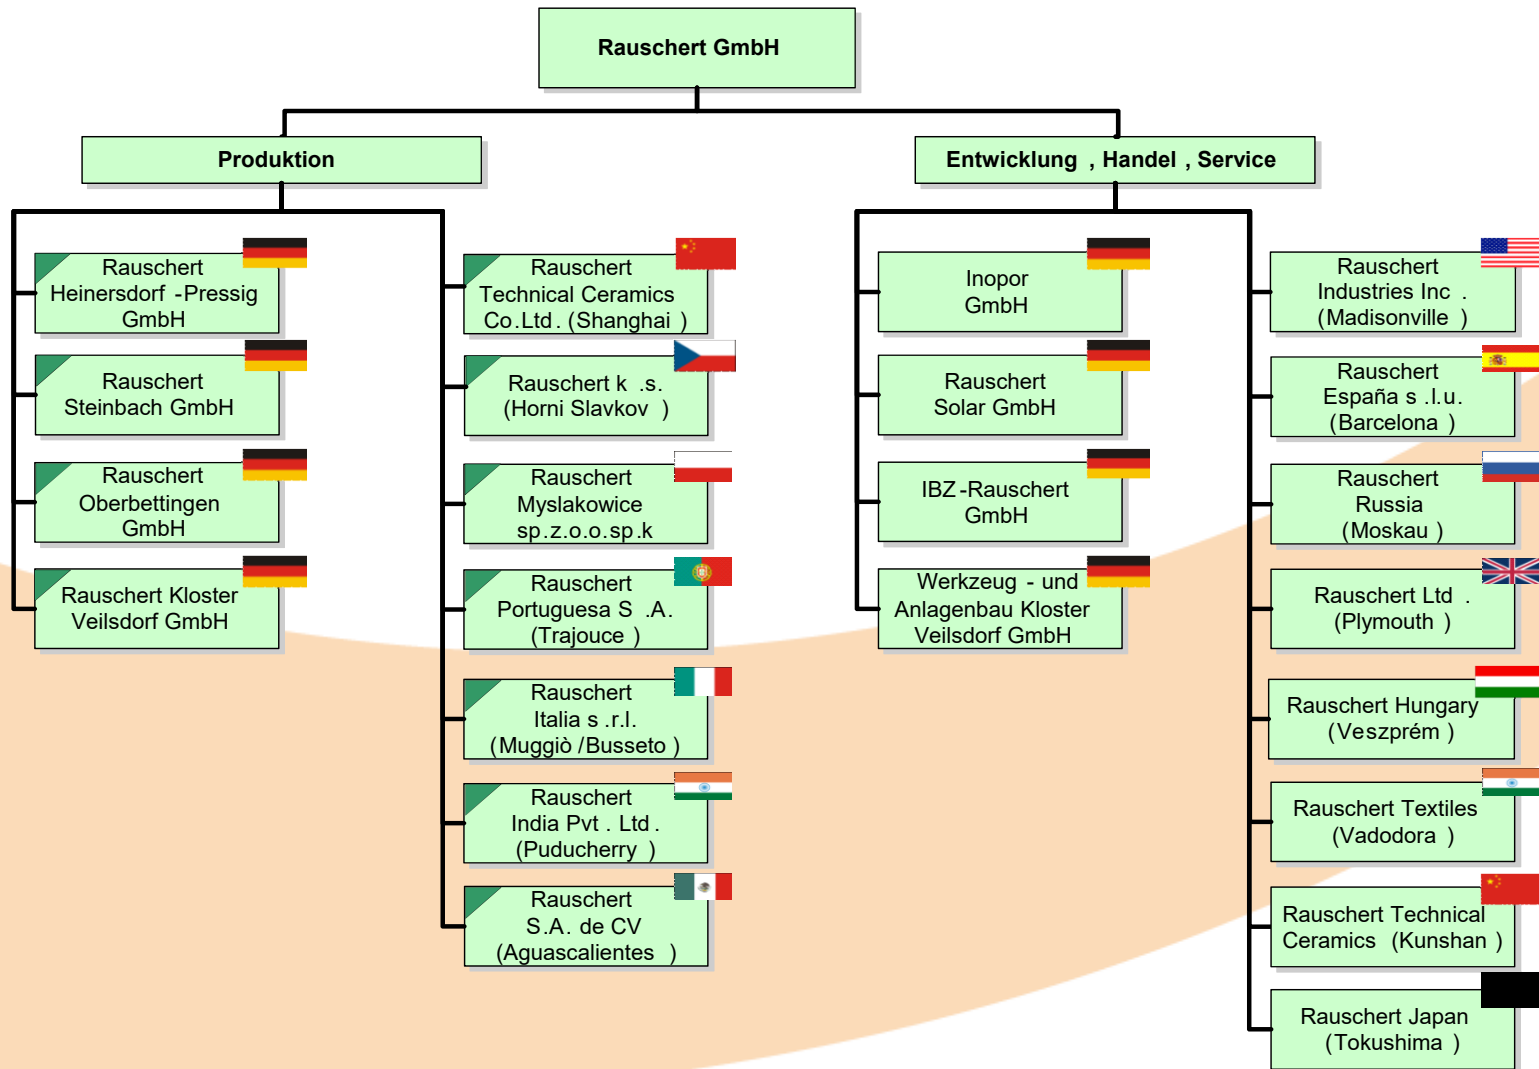 Rauschert GmbH
Produktion
Rauschert
Heinersdorf -Pressig
GmbH
Rauschert
Steinbach GmbH
Rauschert
Oberbettingen
GmbH
Rauschert Kloster
Veilsdorf GmbH
Rauschert
Technical Ceramics
Co.Ltd. (Shanghai )
Rauschert k .s.
(Horni Slavkov )
Rauschert
Myslakowice
sp.z.o.o.sp.k
Rauschert
Portuguesa S .A.
(Trajouce )
Rauschert
Italia s .r.l.
(Muggiò /Busseto )
Rauschert
India Pvt . Ltd .
(Puducherry )
Rauschert
S.A. de CV
(Aguascalientes )
Entwicklung , Handel , Service
Inopor
GmbH
Rauschert
Solar GmbH
IBZ -Rauschert
GmbH
Werkzeug - und
Anlagenbau Kloster
Veilsdorf GmbH
Rauschert
Industries Inc .
(Madisonville )
Rauschert
España s .l.u.
(Barcelona )
Rauschert
Russia
(Moskau )
Rauschert Ltd .
(Plymouth )
Rauschert Hungary
(Veszprém )
Rauschert Textiles
(Vadodora )
Rauschert Technical
Ceramics (Kunshan )
Rauschert Japan
(Tokushima )